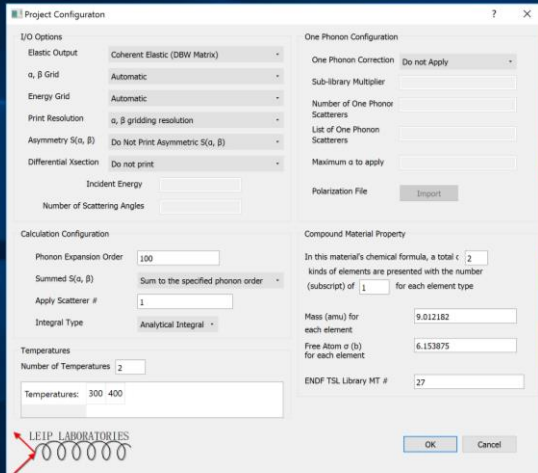 Project Configuraton
?
I/O Options
Elastic Output Coherent Elastic (DBW Matrix)
α, β Grid Automatic
Energy Grid Automatic
Print Resolution α, β gridding resolution
Asymmetry S(α, β) Do Not Print Asymmetric S(α, β)
Differential Xsection Do not print
Incident Energy
Number of Scattering Angles
One Phonon Configuration
One Phonon Correction Do not Apply
Sub-library Multiplier
Number of One Phonon
Scatterers
List of One Phonon
Scatterers
Maximum α to apply
Polarization File Import
Calculation Configuration
Phonon Expansion Order 100
Summed S(α, β) Sum to the specified phonon order
Apply Scatterer # 1
Integral Type Analytical Integral
Compound Material Property
In this material's chemical formula, a total c 2
kinds of elements are presented with the number
(subscript) of 1 for each element type
Mass (amu) for 9.012182
each element
Free Atom σ (b) 6.153875
for each element
ENDF TSL Library MT # 27
Temperatures
Number of Temperatures 2
Temperatures: 300 400
LEIP LABORATORIES
OK Cancel